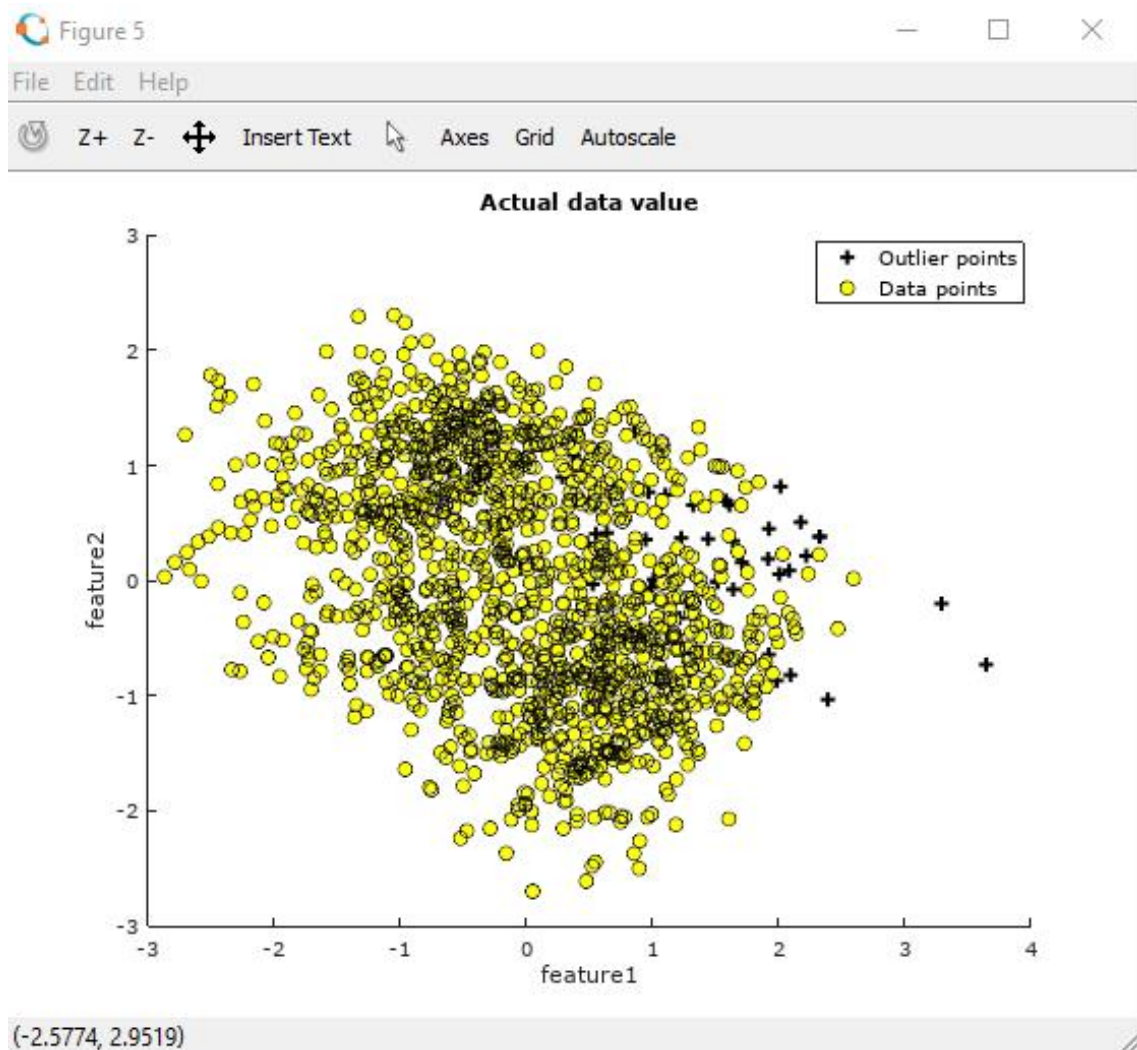 Figure 5
File Edit Help
Z+ Z- Insert Text Axes Grid Autoscale
Actual data value
Outlier points
Data points
3
2
1
0
-1
-2
-3
feature2
-3 -2 -1 0 1 2 3 4
feature1
(-2.5774, 2.9519)